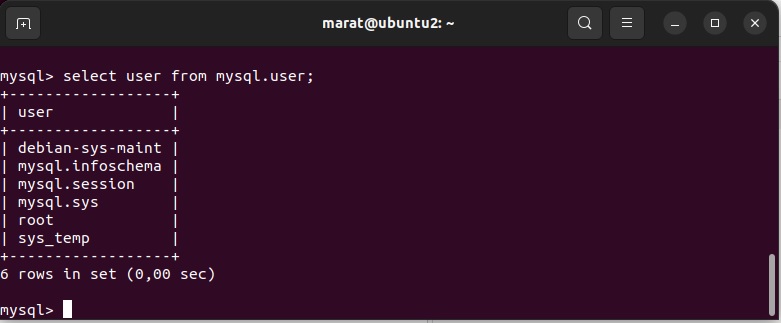 marat@ubuntu2: ~
mysql> select user from mysql.user;
+------------------+
| user             |
+------------------+
| debian-sys-maint |
| mysql.infoschema |
| mysql.session    |
| mysql.sys        |
| root             |
| sys_temp         |
+------------------+
6 rows in set (0,00 sec)
mysql>